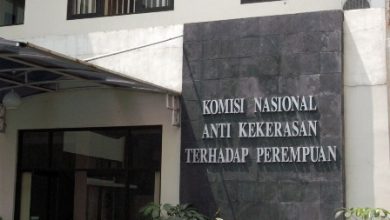 KOMISI NASIONAL
ANTI KEKERASAN
TERHADAP PEREMPUAN